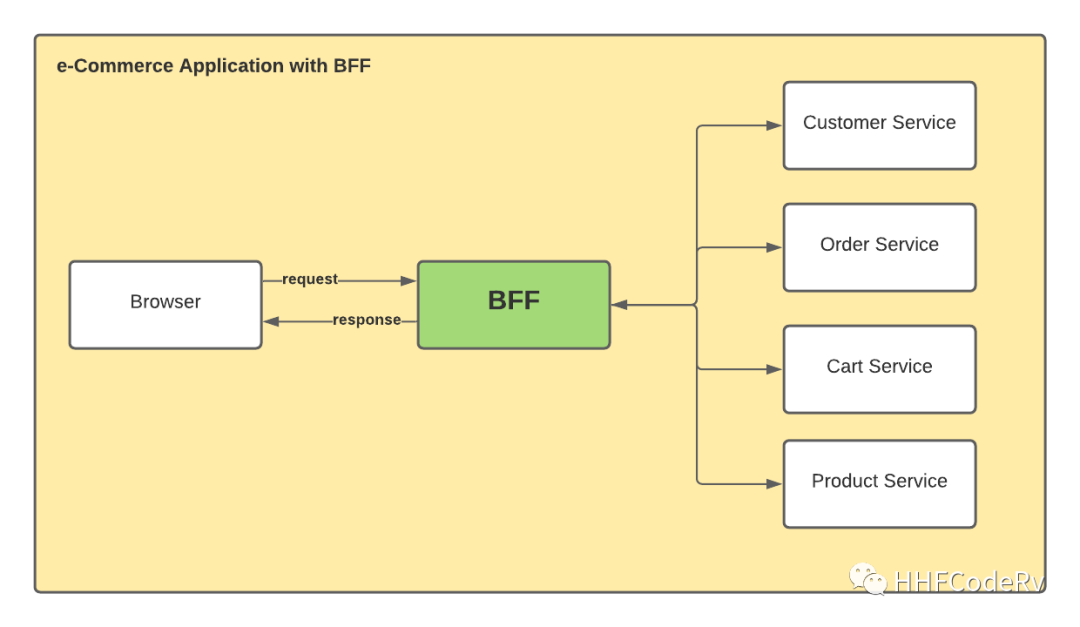 e-Commerce Application with BFF
Customer Service
Order Service
request
Browser
BFF
response
Cart Service
Product Service
HHFCodeRv